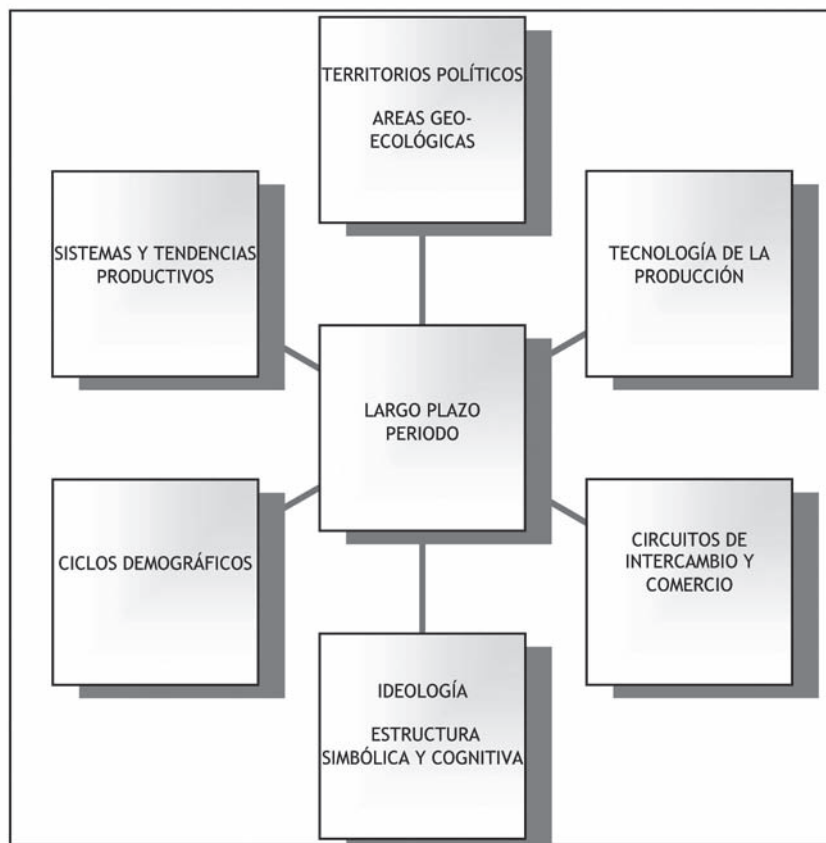 TERRITORIOS POLÍTICOS
AREAS GEO-
ECOLÓGICAS
SISTEMAS Y TENDENCIAS
PRODUCTIVOS
TECNOLOGÍA DE LA
PRODUCCIÓN
LARGO PLAZO
PERIODO
CICLOS DEMOGRÁFICOS
CIRCUITOS DE
INTERCAMBIO Y
COMERCIO
IDEOLOGÍA
ESTRUCTURA
SIMBÓLICA Y COGNITIVA